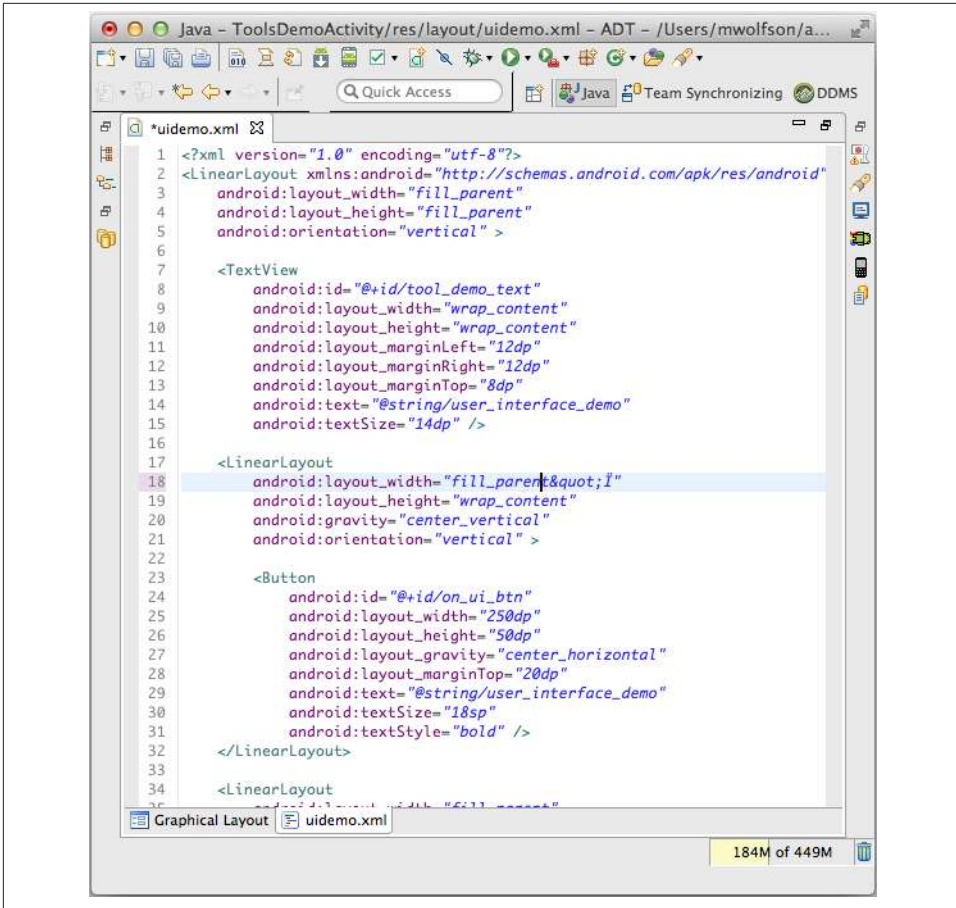 Java – ToolsDemoActivity/res/layout/uidemo.xml – ADT – /Users/mwolfson/a...
Quick Access
Java
Team Synchronizing
DDMS
*uidemo.xml
1 <?xml version="1.0" encoding="utf-8"?>
2 <LinearLayout xmlns:android="http://schemas.android.com/apk/res/android"
3 android:layout_width="fill_parent"
4 android:layout_height="fill_parent"
5 android:orientation="vertical" >
6
7 <TextView
8 android:id="@+id/tool_demo_text"
9 android:layout_width="wrap_content"
10 android:layout_height="wrap_content"
11 android:layout_marginLeft="12dp"
12 android:layout_marginRight="12dp"
13 android:layout_marginTop="8dp"
14 android:text="@string/user_interface_demo"
15 android:textSize="14dp" />
16
17 <LinearLayout
18 android:layout_width="fill_parent&quot;Ï"
19 android:layout_height="wrap_content"
20 android:gravity="center_vertical"
21 android:orientation="vertical" >
22
23 <Button
24 android:id="@+id/on_ui_btn"
25 android:layout_width="250dp"
26 android:layout_height="50dp"
27 android:layout_gravity="center_horizontal"
28 android:layout_marginTop="20dp"
29 android:text="@string/user_interface_demo"
30 android:textSize="18sp"
31 android:textStyle="bold" />
32 </LinearLayout>
33
34 <LinearLayout
35 android:layout_width="fill_parent"
Graphical Layout
uidemo.xml
184M of 449M